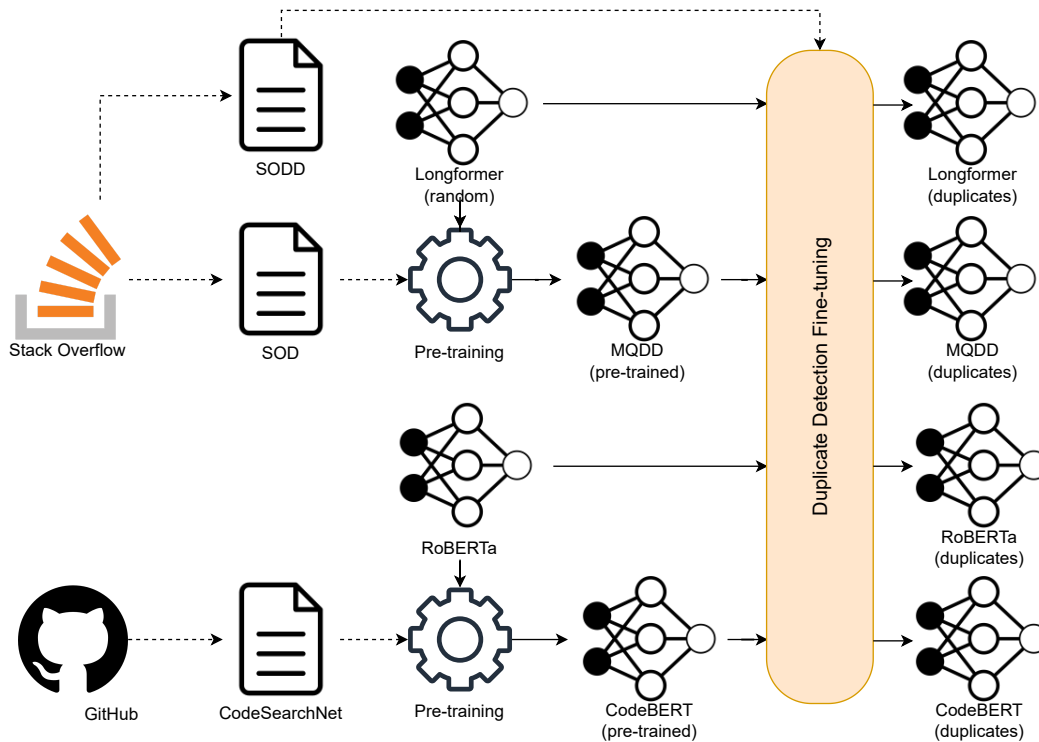 SODD
Longformer
(random)
Longformer
(duplicates)
Stack Overflow
SOD
Pre-training
MQDD
(pre-trained)
Duplicate Detection Fine-tuning
MQDD
(duplicates)
RoBERTa
RoBERTa
(duplicates)
GitHub
CodeSearchNet
Pre-training
CodeBERT
(pre-trained)
CodeBERT
(duplicates)